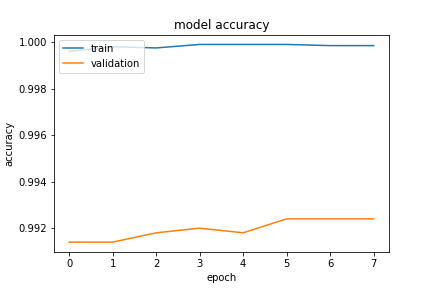 model accuracy
1.000
0.998
0.996
0.994
0.992
accuracy
train
validation
0 1 2 3 4 5 6 7
epoch